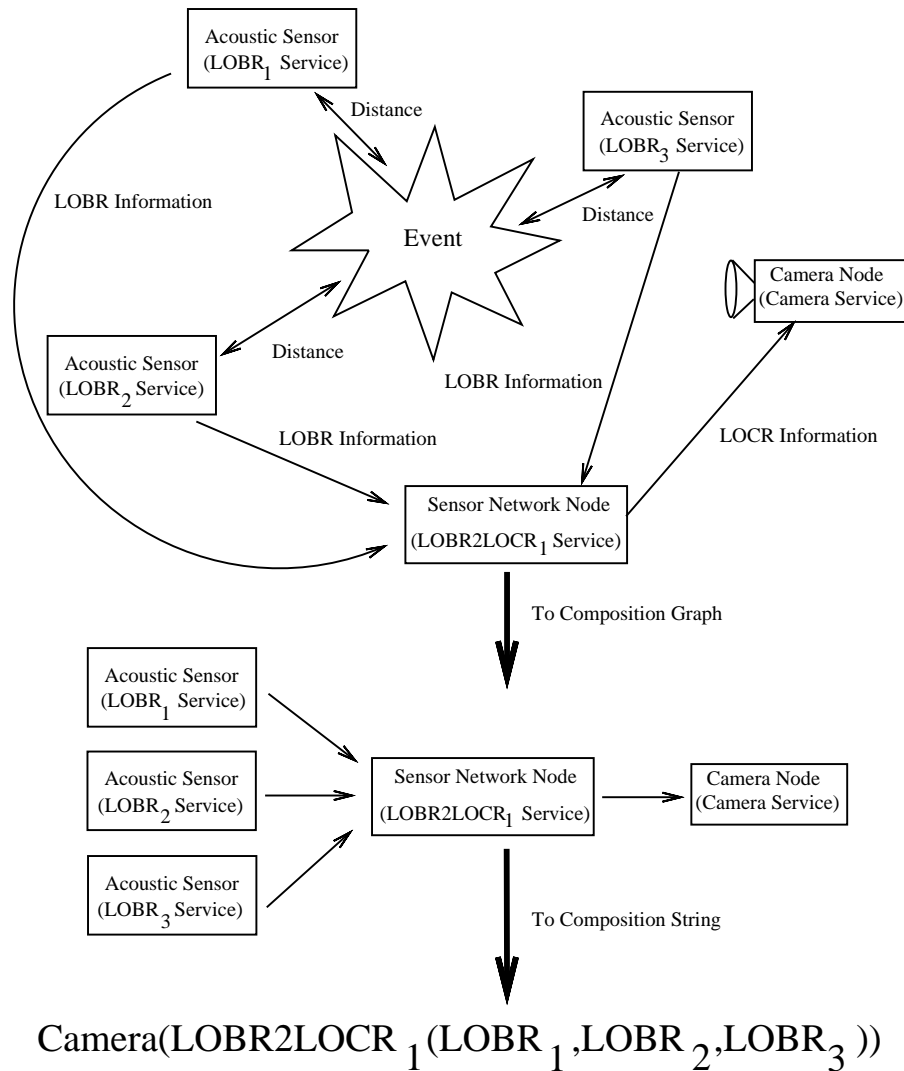 Acoustic Sensor
(LOBR1 Service)
Distance
Acoustic Sensor
(LOBR3 Service)
LOBR Information
Distance
Event
Camera Node
(Camera Service)
Distance
Acoustic Sensor
(LOBR2 Service)
LOBR Information
LOBR Information
LOCR Information
Sensor Network Node
(LOBR2LOCR1 Service)
To Composition Graph
Acoustic Sensor
(LOBR1 Service)
Acoustic Sensor
(LOBR2 Service)
Acoustic Sensor
(LOBR3 Service)
Sensor Network Node
(LOBR2LOCR1 Service)
Camera Node
(Camera Service)
To Composition String
Camera(LOBR2LOCR1(LOBR1,LOBR2,LOBR3))